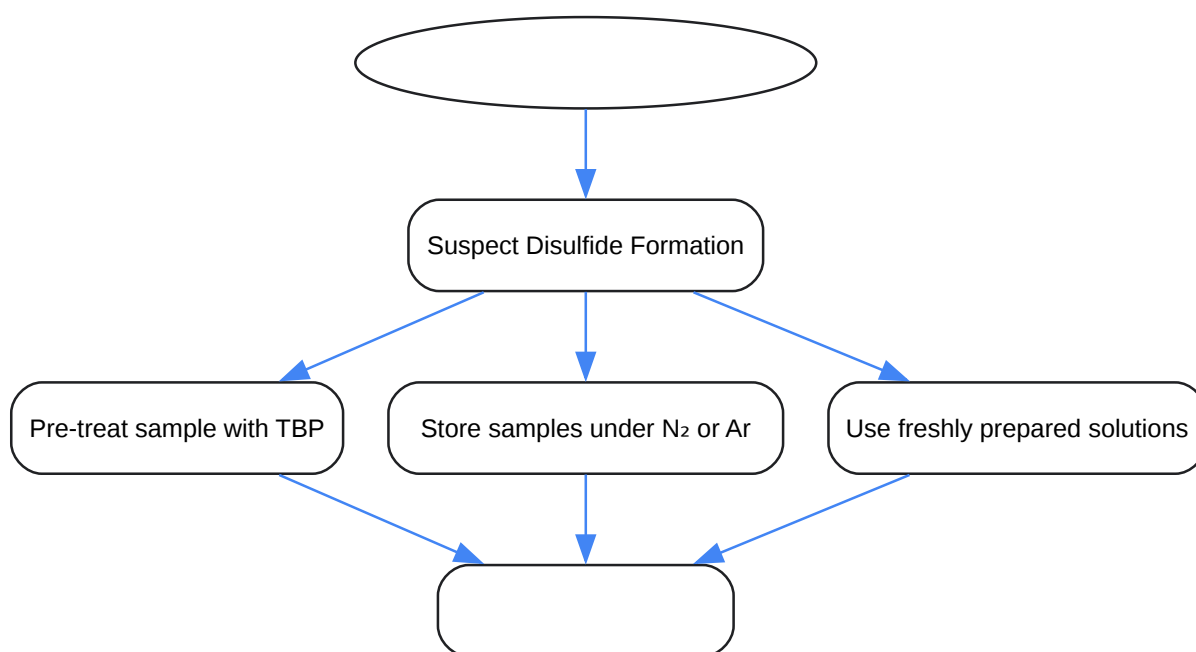 Suspect Disulfide Formation
Pre-treat sample with TBP
Store samples under N₂ or Ar
Use freshly prepared solutions